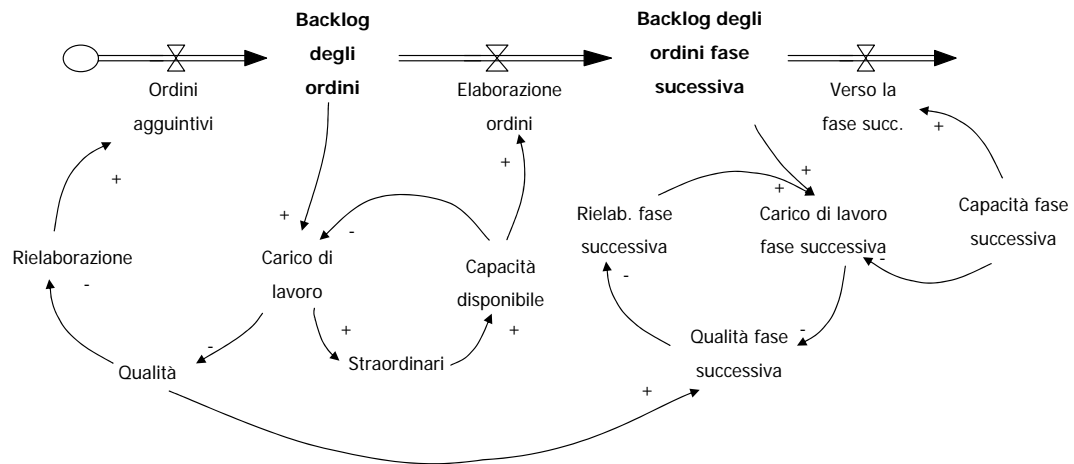 Backlog
degli
ordini
Backlog degli
ordini fase
sucessiva
Ordini
agguintivi
Elaborazione
ordini
Verso la
fase succ.
+
+
+
+
+
+
Rielaborazione
Carico di
lavoro
-
Capacità
disponibile
Rielab. fase
successiva
Carico di lavoro
fase successiva
-
Capacità fase
successiva
-
-
-
+
+
-
Qualità
Straordinari
Qualità fase
successiva
+